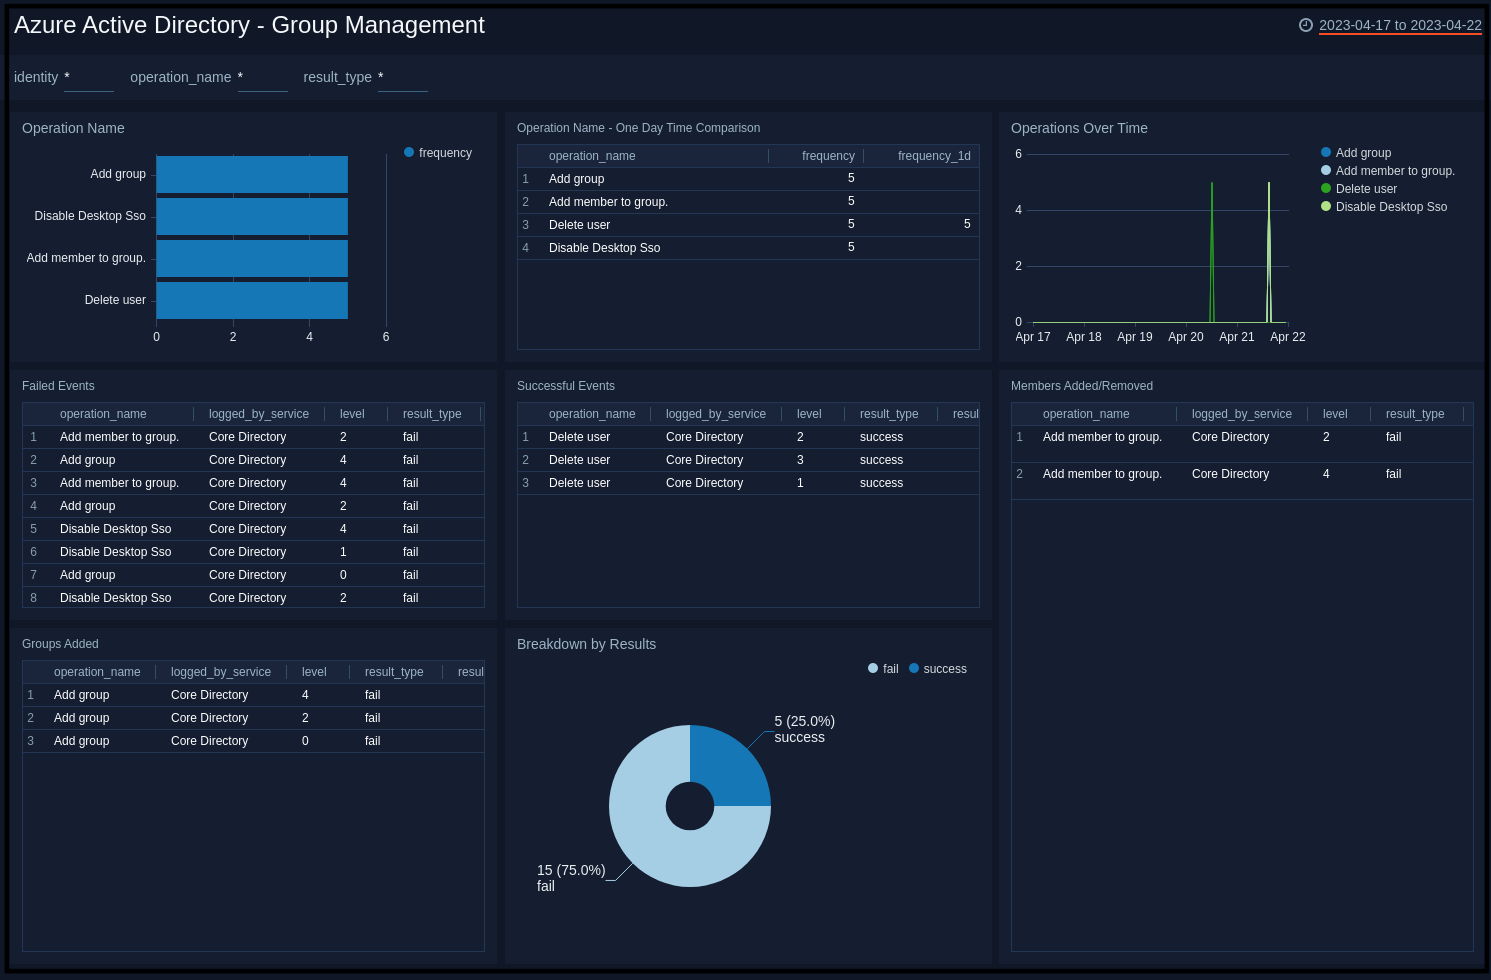 Azure Active Directory - Group Management
2023-04-17 to 2023-04-22
identity * operation_name * result_type *
Operation Name
frequency
Add group
Disable Desktop Sso
Add member to group.
Delete user
0 2 4 6
Operation Name - One Day Time Comparison
operation_name frequency frequency_1d
1 Add group 5
2 Add member to group. 5
3 Delete user 5 5
4 Disable Desktop Sso 5
Operations Over Time
6
4
2
0
Apr 17 Apr 18 Apr 19 Apr 20 Apr 21 Apr 22
Add group
Add member to group.
Delete user
Disable Desktop Sso
Failed Events
operation_name logged_by_service level result_type
1 Add member to group. Core Directory 2 fail
2 Add group Core Directory 4 fail
3 Add member to group. Core Directory 4 fail
4 Add group Core Directory 2 fail
5 Disable Desktop Sso Core Directory 4 fail
6 Disable Desktop Sso Core Directory 1 fail
7 Add group Core Directory 0 fail
8 Disable Desktop Sso Core Directory 2 fail
Successful Events
operation_name logged_by_service level result_type resul
1 Delete user Core Directory 2 success
2 Delete user Core Directory 3 success
3 Delete user Core Directory 1 success
Members Added/Removed
operation_name logged_by_service level result_type
1 Add member to group. Core Directory 2 fail
2 Add member to group. Core Directory 4 fail
Groups Added
operation_name logged_by_service level result_type resul
1 Add group Core Directory 4 fail
2 Add group Core Directory 2 fail
3 Add group Core Directory 0 fail
Breakdown by Results
fail success
5 (25.0%)
success
15 (75.0%)
fail